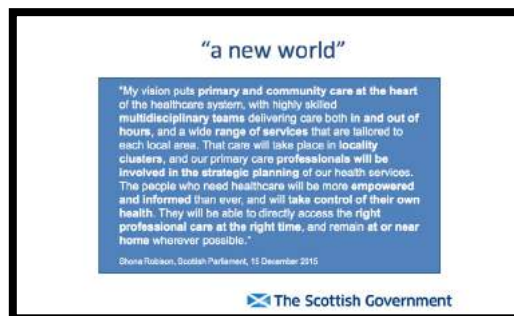 “a new world”
“My vision puts primary and community care at the heart
of the healthcare system, with highly skilled
multidisciplinary teams delivering care both in and out of
hours, and a wide range of services that are tailored to
each local area. That care will take place in locality
clusters, and our primary care professionals will be
involved in the strategic planning of our health services.
The people who need healthcare will be more empowered
and informed than ever, and will take control of their own
health. They will be able to directly access the right
professional care at the right time, and remain at or near
home wherever possible.”
Shona Robison, Scottish Parliament, 15 December 2015
The Scottish Government